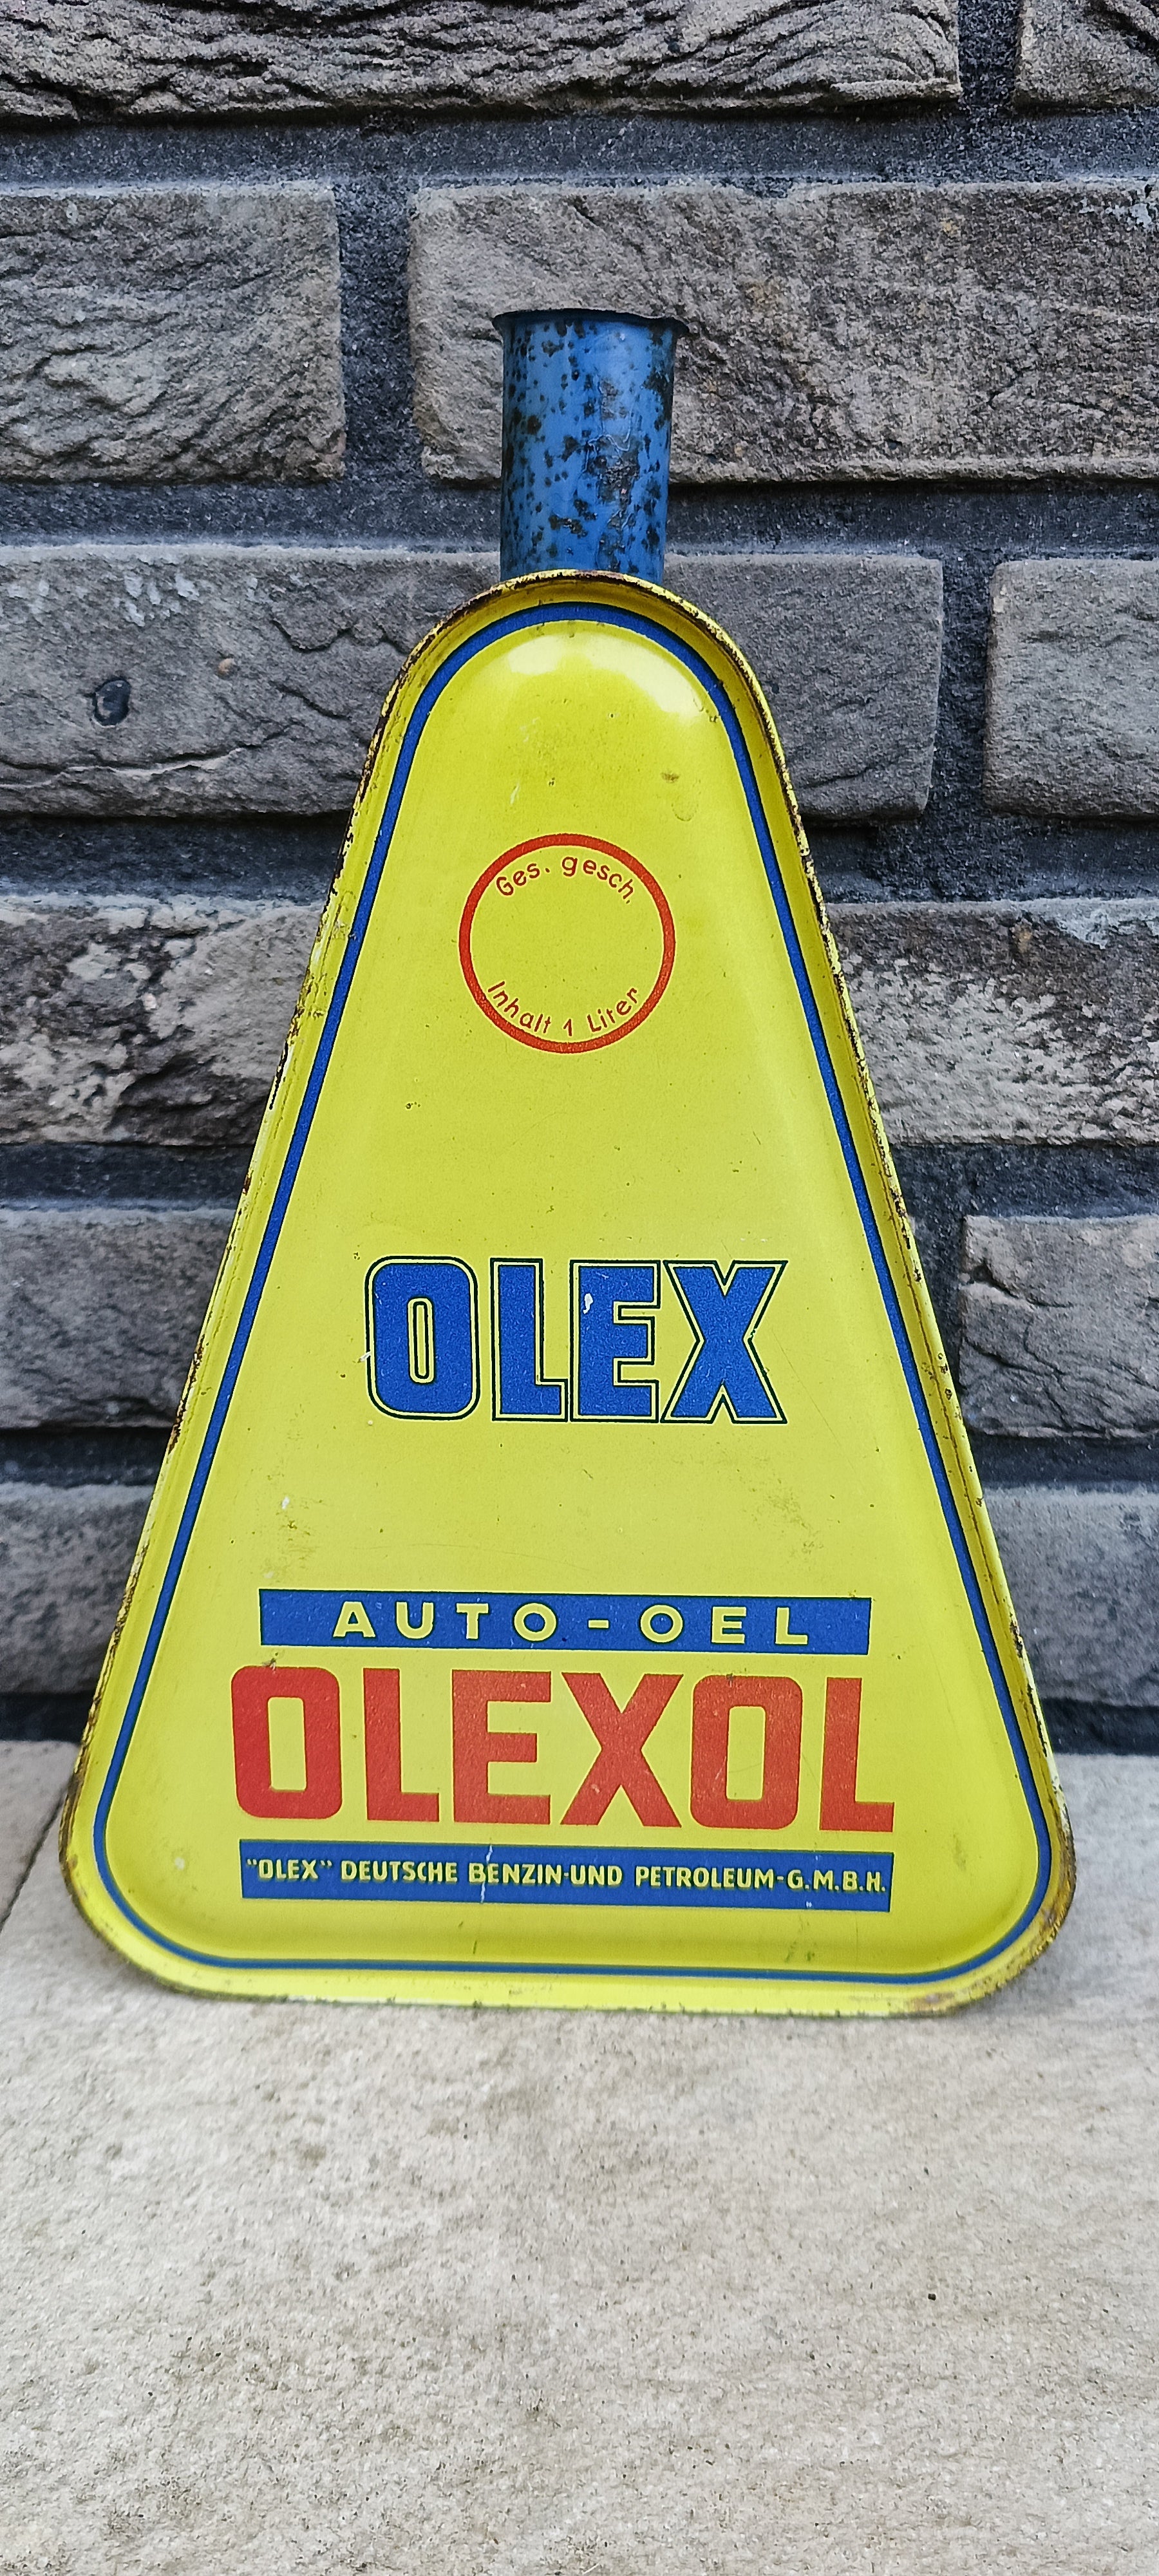 Ges. gesch.
Inhalt 1 Liter
OLEX
AUTO-OEL
OLEXOL
"OLEX" DEUTSCHE BENZIN-UND PETROLEUM-G.M.B.H.